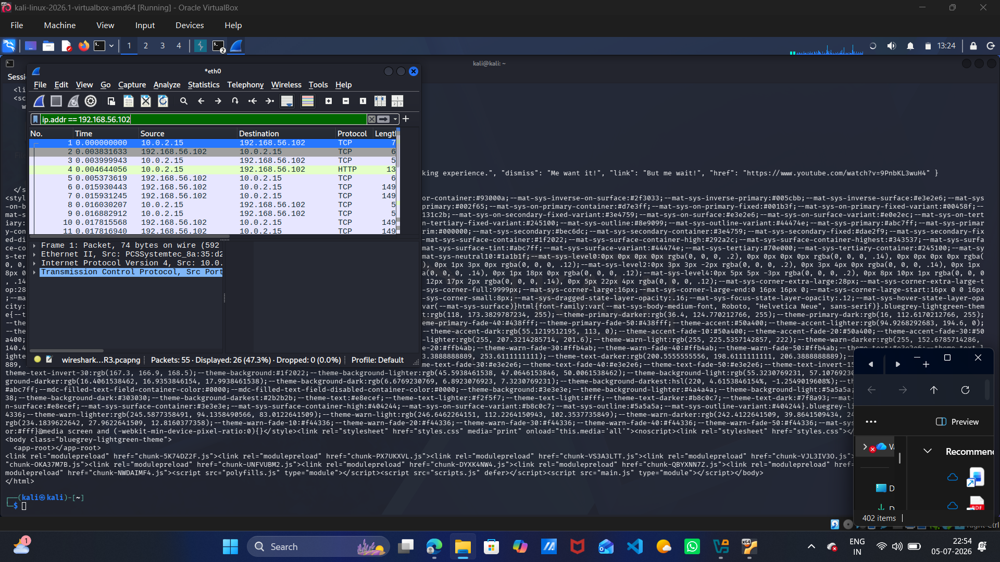 kali-linux-2026.1-virtualbox-amd64 [Running] - Oracle VirtualBox
File Machine View Input Devices Help
1 2 3 4 2 13:24
kali@kali: ~
*eth0
File Edit View Go Capture Analyze Statistics Telephony Wireless Tools Help
ip.addr == 192.168.56.102
No. Time Source Destination Protocol Lengtl
1 0.000000000 10.0.2.15 192.168.56.102 TCP 7
2 0.003831633 192.168.56.102 10.0.2.15 TCP 6
3 0.003999943 10.0.2.15 192.168.56.102 TCP 5
4 0.004644056 10.0.2.15 192.168.56.102 HTTP 13
5 0.005373619 192.168.56.102 10.0.2.15 TCP 6
6 0.015930443 192.168.56.102 10.0.2.15 TCP 149
7 0.015931245 192.168.56.102 10.0.2.15 TCP 149
8 0.016030207 10.0.2.15 192.168.56.102 TCP 5
9 0.016882912 10.0.2.15 192.168.56.102 TCP 5
10 0.017815568 192.168.56.102 10.0.2.15 TCP 149
11 0.017816940 192.168.56.102 10.0.2.15 TCP 149
Frame 1: Packet, 74 bytes on wire (592
Ethernet II, Src: PCSSystemtec_8a:35:d2
Internet Protocol Version 4, Src: 10.0.
Transmission Control Protocol, Src Port
wireshark...R3.pcapng Packets: 55 · Displayed: 26 (47.3%) · Dropped: 0 (0.0%) Profile: Default
king experience.", "dismiss": "Me want it!", "link": "But me wait!", "href": "https://www.youtube.com/watch?v=9PnbKL3wuH4" }
or-container:#93000a;--mat-sys-inverse-on-surface:#2f3033;--mat-sys-inverse-primary:#005cbb;--mat-sys-inverse-surface:#e3e2e6;--mat-sys
primary:#002f65;--mat-sys-on-primary-container:#d7e3ff;--mat-sys-on-primary-fixed:#001b3f;--mat-sys-on-primary-fixed-variant:#00458f;--
131c2b;--mat-sys-on-secondary-fixed-variant:#3e4759;--mat-sys-on-surface:#e3e2e6;--mat-sys-on-surface-variant:#e0e2ec;--mat-sys-on-tert
n-tertiary-fixed-variant:#245100;--mat-sys-outline:#8e9099;--mat-sys-outline-variant:#44474e;--mat-sys-primary:#abc7ff;--mat-sys-primar
rim:#000000;--mat-sys-secondary:#bec6dc;--mat-sys-secondary-container:#3e4759;--mat-sys-secondary-fixed:#dae2f9;--mat-sys-secondary-fix
-mat-sys-surface-container:#1f2022;--mat-sys-surface-container-high:#292a2c;--mat-sys-surface-container-highest:#343537;--mat-sys-surfa
-sys-surface-tint:#abc7ff;--mat-sys-surface-variant:#44474e;--mat-sys-tertiary:#70e000;--mat-sys-tertiary-container:#245100;--mat-sys-t
mat-sys-neutral10:#1a1b1f;--mat-sys-level0:0px 0px 0px 0px rgba(0, 0, 0, .2), 0px 0px 0px 0px rgba(0, 0, 0, .14), 0px 0px 0px 0px rgba(
), 0px 1px 3px 0px rgba(0, 0, 0, .12);--mat-sys-level2:0px 3px 3px -2px rgba(0, 0, 0, .2), 0px 3px 4px 0px rgba(0, 0, 0, .14), 0px 1px
a(0, 0, 0, .14), 0px 1px 18px 0px rgba(0, 0, 0, .12);--mat-sys-level4:0px 5px 5px -3px rgba(0, 0, 0, .2), 0px 8px 10px 1px rgba(0, 0, 0
12px 17px 2px rgba(0, 0, 0, .14), 0px 5px 22px 4px rgba(0, 0, 0, .12);--mat-sys-corner-extra-large:28px;--mat-sys-corner-extra-large-t
-sys-corner-full:9999px;--mat-sys-corner-large:16px;--mat-sys-corner-large-end:0 16px 16px 0;--mat-sys-corner-large-start:16px 0 0 16px
-sys-corner-small:8px;--mat-sys-dragged-state-layer-opacity:.16;--mat-sys-focus-state-layer-opacity:.12;--mat-sys-hover-state-layer-opa
var(--mat-sys-surface)}html{font-family:var(--mat-sys-body-medium-font, Roboto, "Helvetica Neue", sans-serif)}.bluegrey-lightgreen-them
t:rgb(118, 173.3829787234, 255);--theme-primary-darker:rgb(36.4, 124.770212766, 255);--theme-primary-dark:rgb(16, 112.6170212766, 255);
eme-primary-fade-40:#438fff;--theme-primary-fade-50:#438fff;--theme-accent:#50a400;--theme-accent-lighter:rgb(94.9268292683, 194.6, 0);
--theme-accent-dark:rgb(55.1219512195, 113, 0);--theme-accent-fade-10:#50a400;--theme-accent-fade-20:#50a400;--theme-accent-fade-30:#50
-lighter:rgb(255, 207.3214285714, 201.6);--theme-warn-light:rgb(255, 225.5357142857, 222);--theme-warn-darker:rgb(255, 152.6785714286,
e-20:#ffb4ab;--theme-warn-fade-30:#ffb4ab;--theme-warn-fade-40:#ffb4ab;--theme-warn-fade-50:#ffb4ab;
3.3888888889, 253.6111111111);--theme-text-darker:rgb(200.5555555556, 198.6111111111, 206.3888888889);
me-text-fade-30:#e3e2e6;--theme-text-fade-40:#e3e2e6;--theme-text-fade-50:#e3e2e6;--theme-text-invert-15
theme-text-invert-30:rgb(167.3, 166.9, 168.5);--theme-background:#1f2022;--theme-background-lighter:rgb(45.5938461538, 47.0646153846, 50.0061538462);--theme-background-light:rgb(55.3230769231, 57.10769230
ground-darker:rgb(16.4061538462, 16.9353846154, 17.9938461538);--theme-background-dark:rgb(6.6769230769, 6.8923076923, 7.3230769231);--theme-background-darkest:hsl(220, 4.6153846154%, -1.2549019608%);--t
#abc7ff;--mdc-filled-text-field-container-color:#0000;--mdc-filled-text-field-disabled-container-color:#0000;--theme-background:#3e3e3e;--theme-background-lighter:#4a4a4a;--theme-background-light:#5a5a5a;
38;--theme-background-dark:#303030;--theme-background-darkest:#2b2b2b;--theme-text:#e8ecef;--theme-text-lighter:#f2f5f7;--theme-text-light:#fff;--theme-text-darker:#b8c0c7;--theme-text-dark:#7f8a93;--mat
n-surface:#e8ecef;--mat-sys-surface-container:#3e3e3e;--mat-sys-surface-container-high:#404244;--mat-sys-on-surface-variant:#b8c0c7;--mat-sys-outline:#5a5a5a;--mat-sys-outline-variant:#404244}.bluegrey-li
4336;--theme-warn-lighter:rgb(245.5877358491, 94.1358490566, 83.0122641509);--theme-warn-light:rgb(246.6462264151, 112.2264150943, 102.3537735849);--theme-warn-darker:rgb(242.4122641509, 39.8641509434, 24
rgb(234.1839622642, 27.9622641509, 12.8160377358);--theme-warn-fade-10:#f44336;--theme-warn-fade-20:#f44336;--theme-warn-fade-30:#f44336;--theme-warn-fade-40:#f44336;--theme-warn-fade-50:#f44336;--mat-sys
or:#fff}@media screen and (-webkit-min-device-pixel-ratio:0){}</style><link rel="stylesheet" href="styles.css" media="print" onload="this.media='all'"><noscript><link rel="stylesheet" href="styles.css"></
<body class="bluegrey-lightgreen-theme">
<app-root></app-root>
<link rel="modulepreload" href="chunk-5K74DZ2F.js"><link rel="modulepreload" href="chunk-PX7UKXVL.js"><link rel="modulepreload" href="chunk-VS3A3LTT.js"><link rel="modulepreload" href="chunk-VJL3IV3O.js">
"chunk-OKA37M7B.js"><link rel="modulepreload" href="chunk-UNFVUBM2.js"><link rel="modulepreload" href="chunk-DYXK4NW4.js"><link rel="modulepreload" href="chunk-QBYXNN7Z.js"><link rel="modulepreload" href=
modulepreload" href="chunk-NWDAIMF4.js"><script src="polyfills.js" type="module"></script><script src="scripts.js" defer></script><script src="main.js" type="module"></script></body>
</html>
(kali㉿kali)-[~]
$
Preview
Recommen
402 items
Search
ENG
IN
22:54
05-07-2026